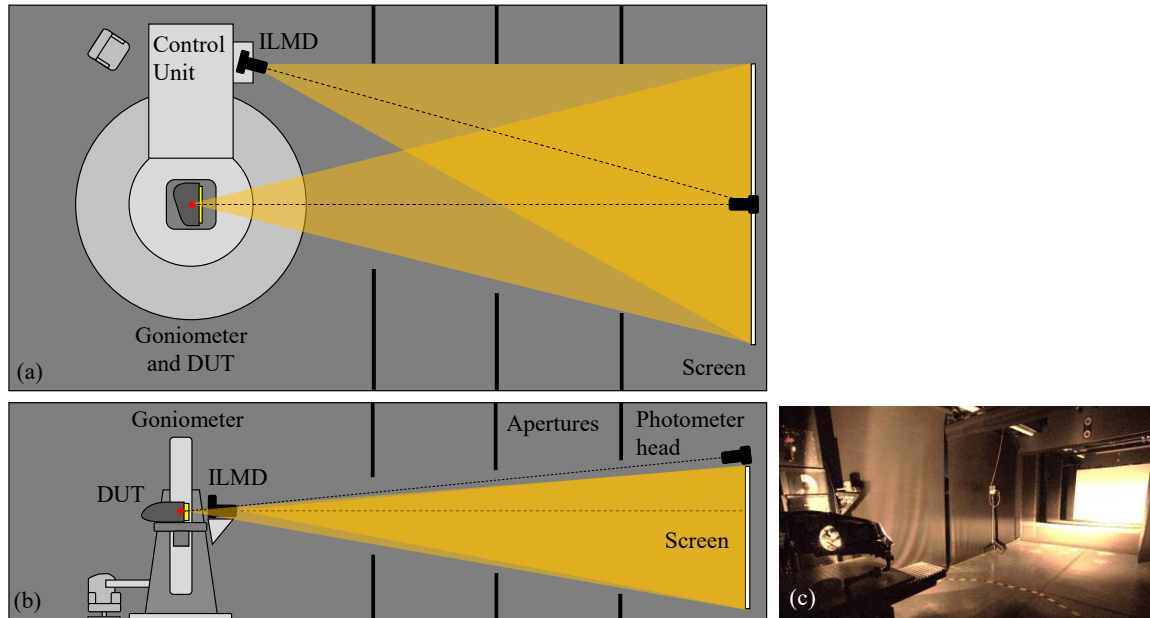 Control
Unit
ILMD
Goniometer
and DUT
Screen
(a)
Goniometer
Apertures
Photometer
head
ILMD
DUT
Screen
(b)
(c)